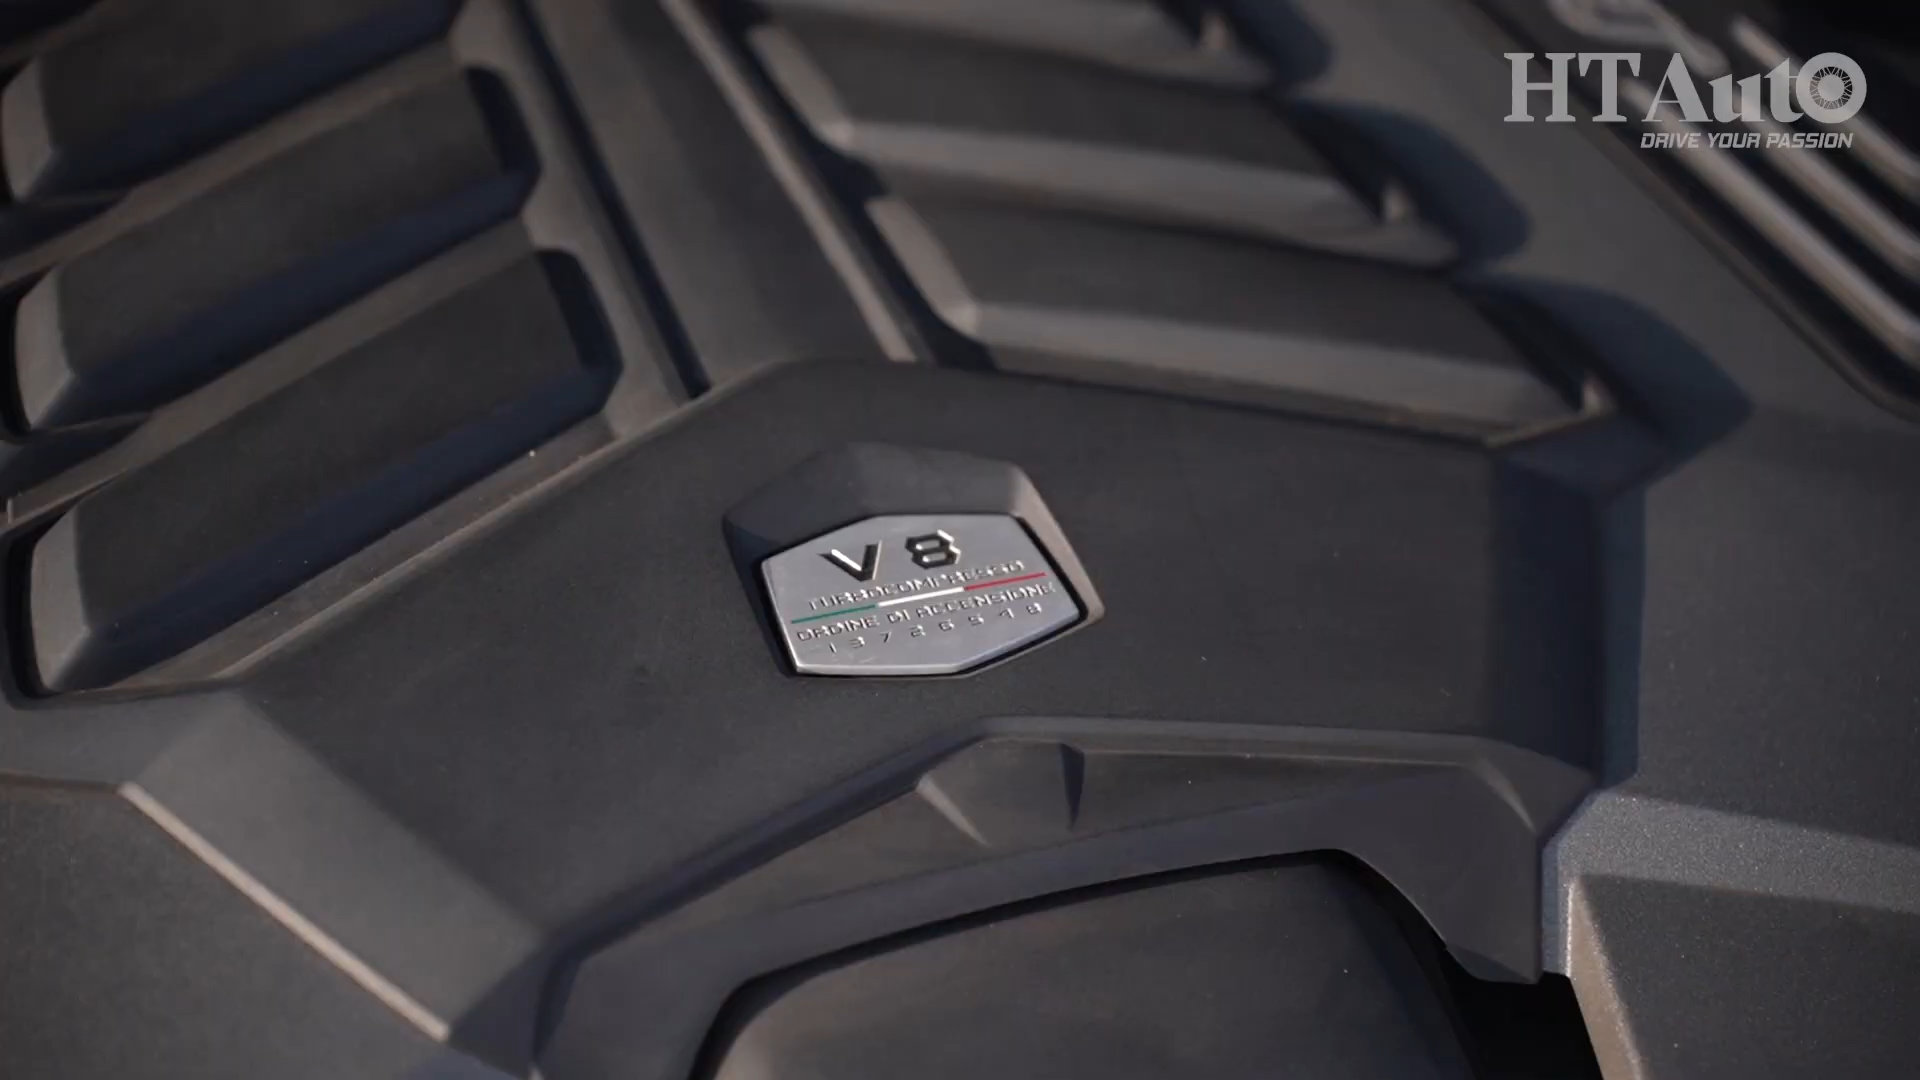 HTAuto
DRIVE YOUR PASSION
V8
TURBOCOMPRESSO
ORDINE DI ACCENSIONE
1 3 7 2 6 5 4 8